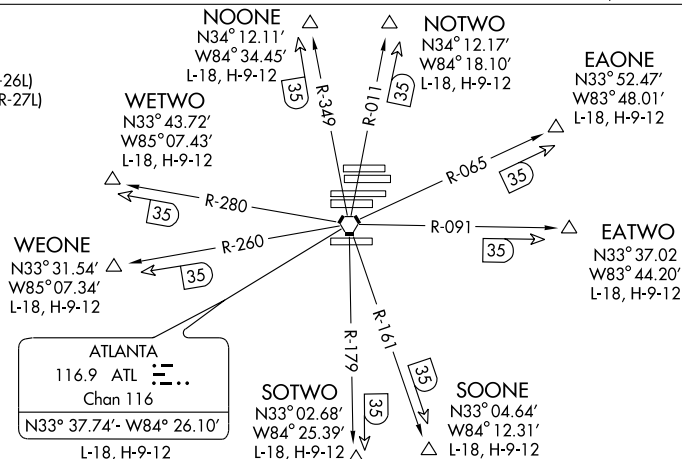 NOONE
N34° 12.11'
W84° 34.45'
L-18, H-9-12
NOTWO
N34° 12.17'
W84° 18.10'
L-18, H-9-12
EAONE
N33° 52.47'
W83° 48.01'
L-18, H-9-12
-26L)
R-27L)
WETWO
N33° 43.72'
W85° 07.43'
L-18, H-9-12
35
R-349
R-011
35
R-065
35
35
R-280
R-091
35
EATWO
N33° 37.02
W83° 44.20'
L-18, H-9-12
WEONE
N33° 31.54'
W85° 07.34'
L-18, H-9-12
R-260
35
R-179
R-161
ATLANTA
116.9 ATL
Chan 116
N33° 37.74'- W84° 26.10'
L-18, H-9-12
35
35
SOTWO
N33° 02.68'
W84° 25.39'
L-18, H-9-12
SOONE
N33° 04.64'
W84° 12.31'
L-18, H-9-12